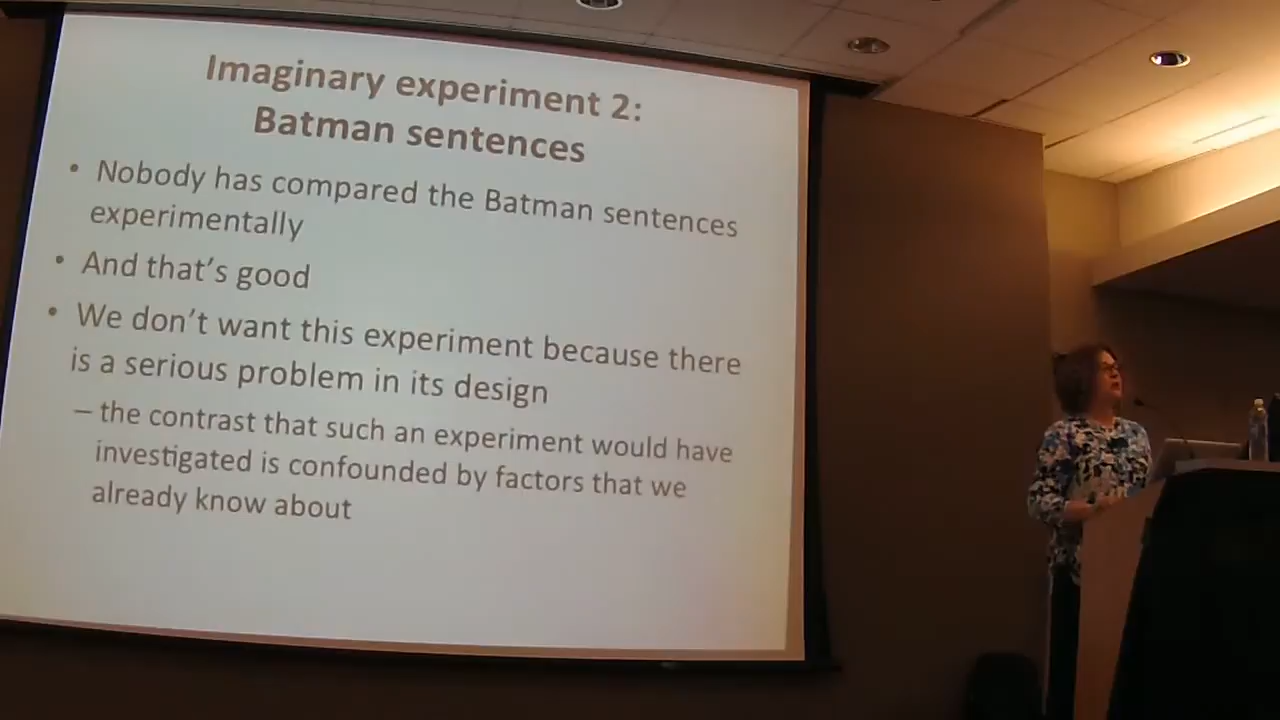 Imaginary experiment 2:
Batman sentences
• Nobody has compared the Batman sentences
experimentally
• And that's good
• We don't want this experiment because there
is a serious problem in its design
– the contrast that such an experiment would have
investigated is confounded by factors that we
already know about